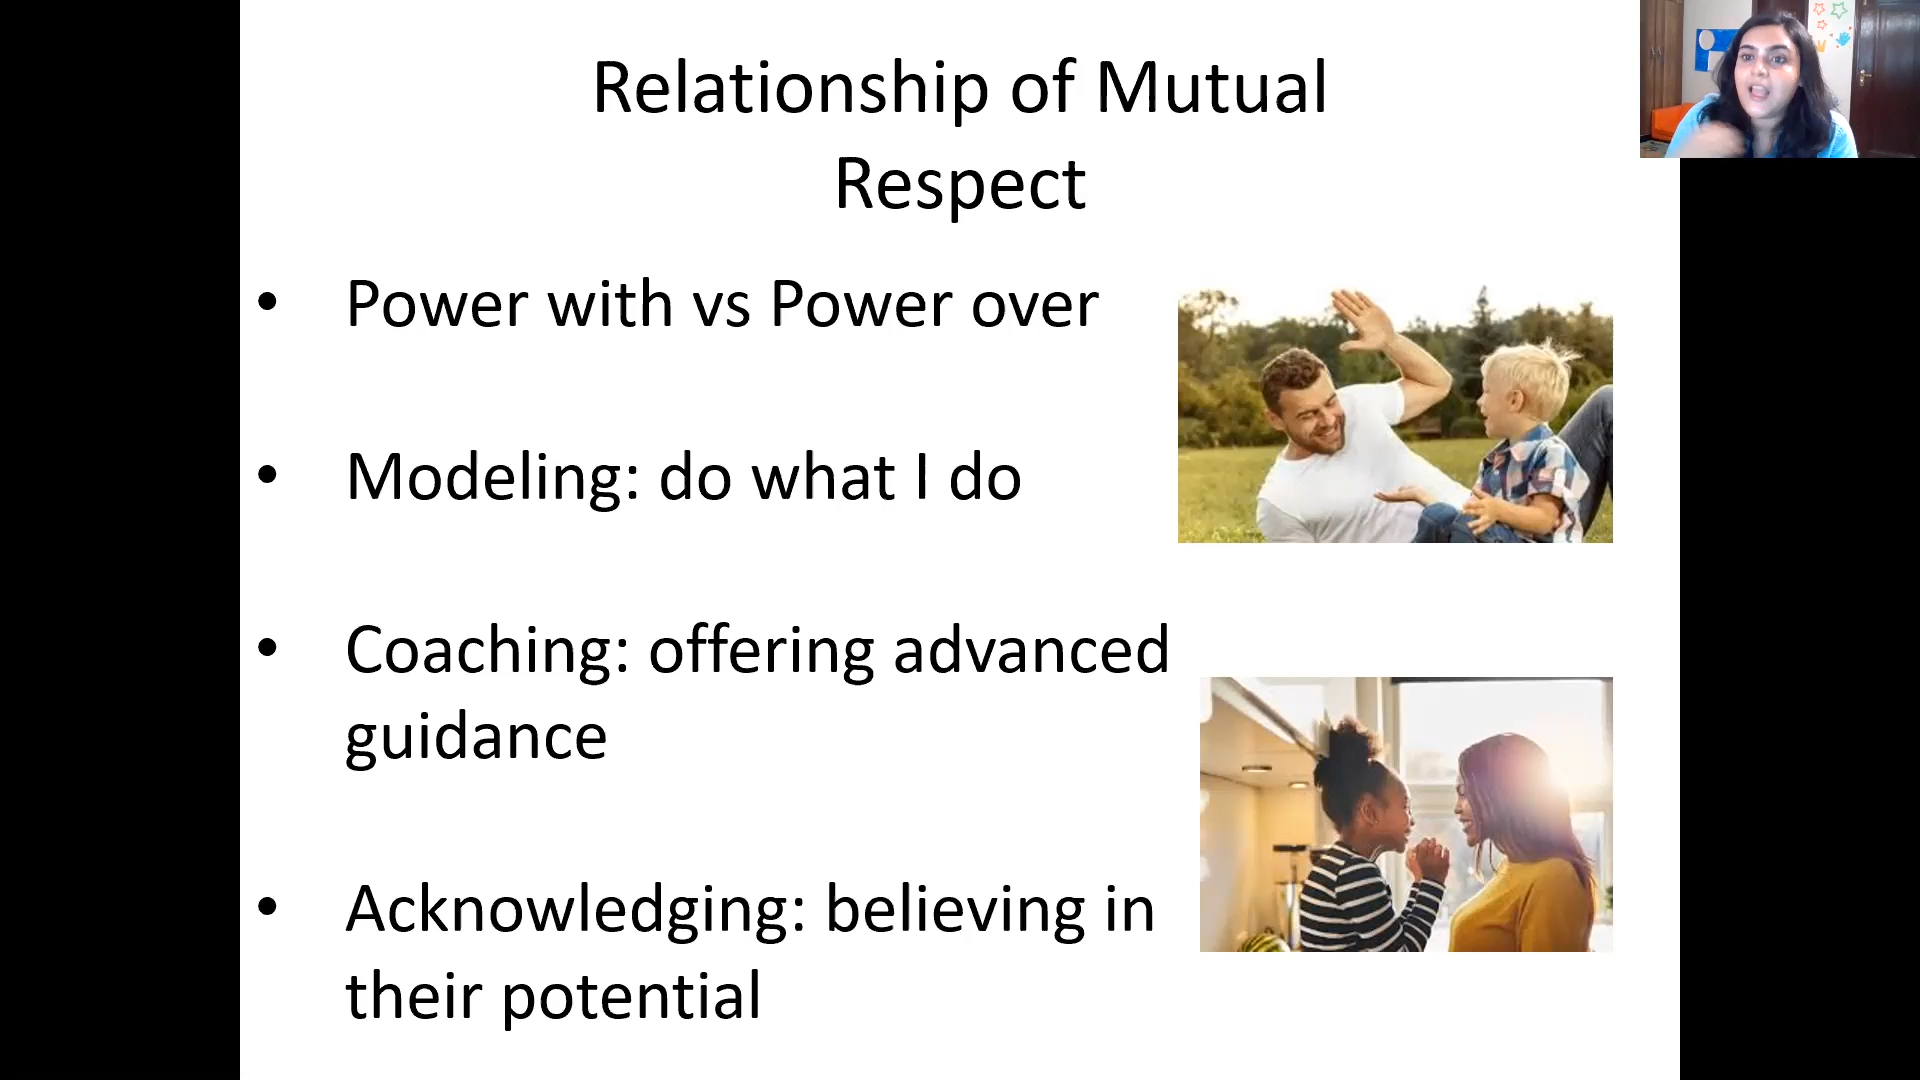 Relationship of Mutual
Respect
• Power with vs Power over
• Modeling: do what I do
• Coaching: offering advanced
guidance
• Acknowledging: believing in
their potential